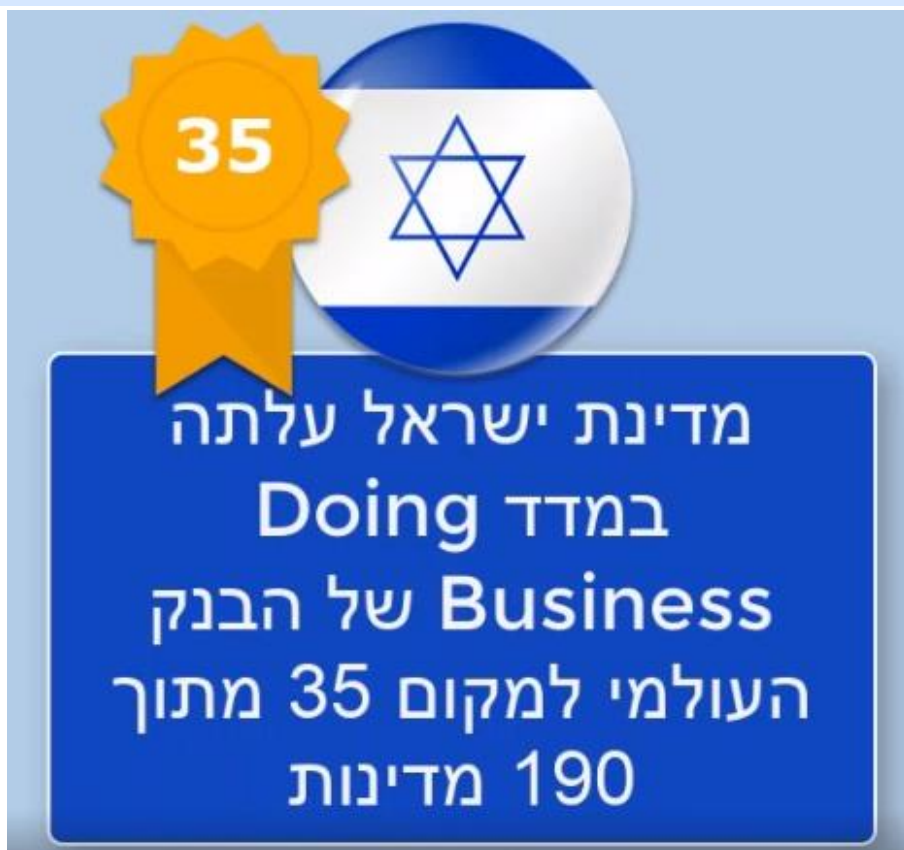 35
מדינת ישראל עלתה
במדד Doing
Business של הבנק
העולמי למקום 35 מתוך
190 מדינות